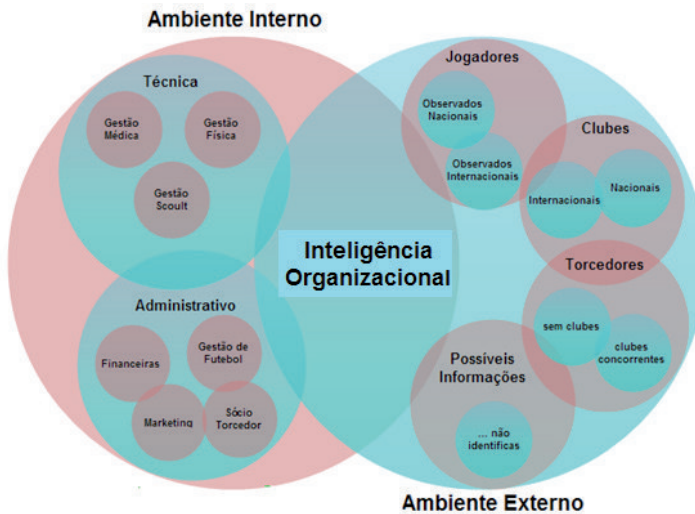 Ambiente Interno
Técnica
Gestão
Médica
Gestão
Física
Gestão
Scoult
Administrativo
Financeiras
Gestão de
Futebol
Marketing
Sócio
Torcedor
Inteligência
Organizacional
Jogadores
Observados
Nacionais
Observados
Internacionais
Clubes
Internacionais
Nacionais
Torcedores
sem clubes
clubes
concorrentes
Possíveis
Informações
... não
identificas
Ambiente Externo